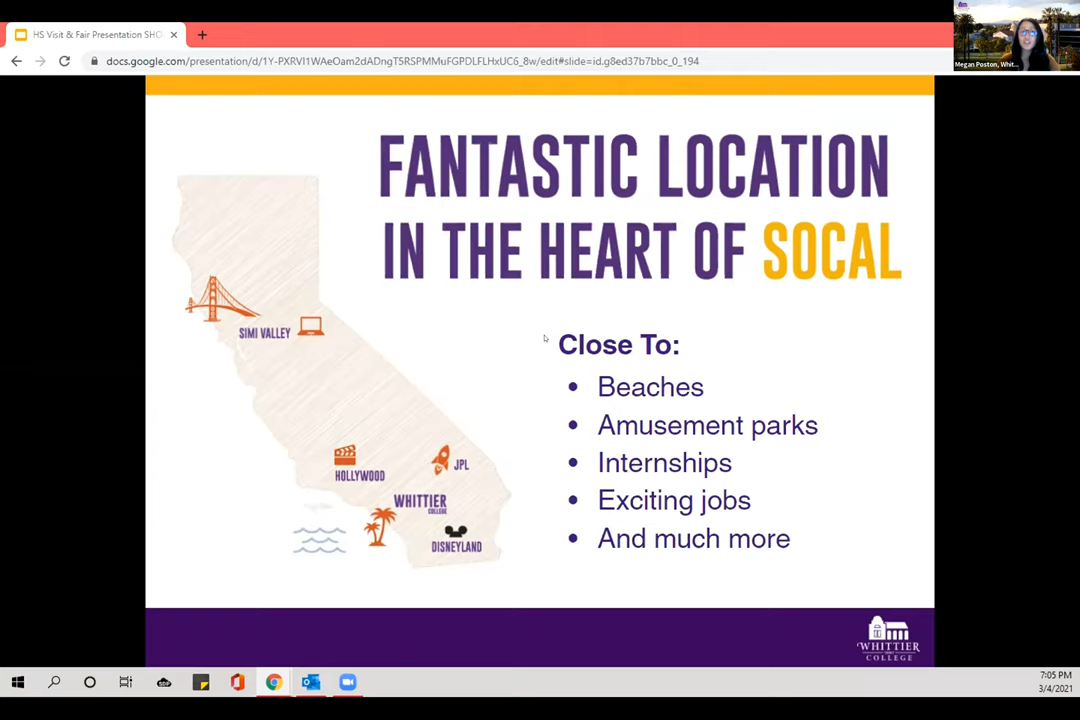 HS Visit & Fair Presentation SHO
docs.google.com/presentation/d/1Y-PXRVI1WAeOam2dADngT5RSPMMuFGPDLFLHxUC6_8w/edit#slide=id.g8ed37b7bbc_0_194
Megan Poston, Whit...
FANTASTIC LOCATION
IN THE HEART OF SOCAL
SIMI VALLEY
HOLLYWOOD
JPL
WHITTIER
COLLEGE
DISNEYLAND
Close To:
• Beaches
• Amusement parks
• Internships
• Exciting jobs
• And much more
WHITTIER
COLLEGE
7:05 PM
3/4/2021